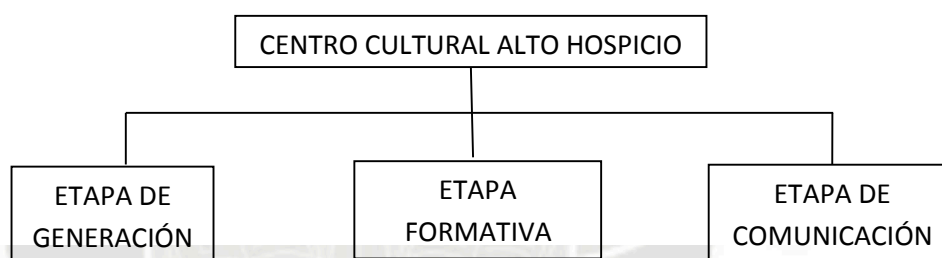 CENTRO CULTURAL ALTO HOSPICIO
ETAPA DE
GENERACIÓN
ETAPA
FORMATIVA
ETAPA DE
COMUNICACIÓN